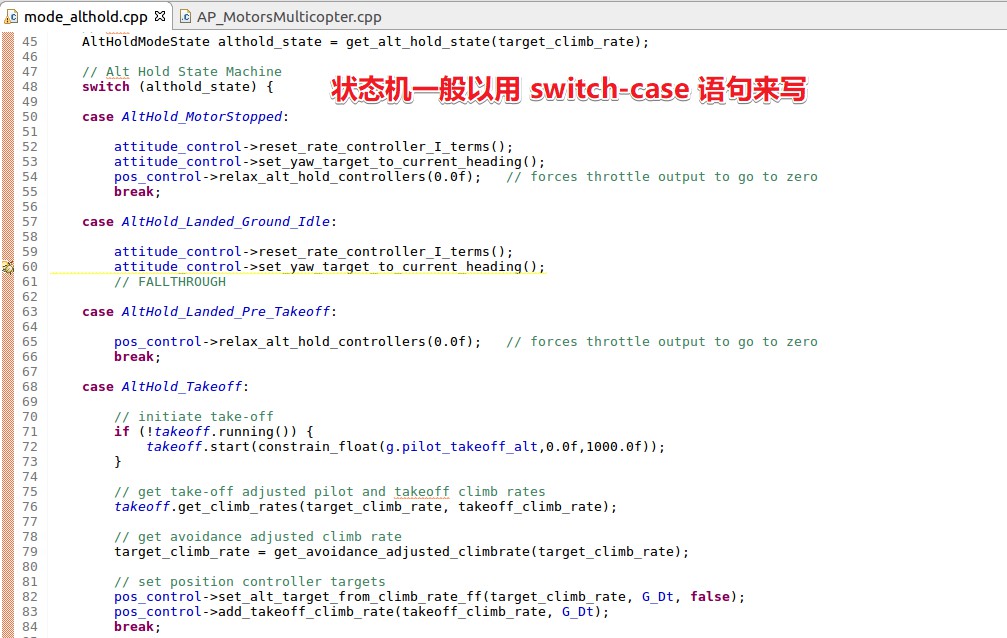 mode_althold.cpp AP_MotorsMulticopter.cpp
45 AltHoldModeState althold_state = get_alt_hold_state(target_climb_rate);
46
47 // Alt Hold State Machine
48 switch (althold_state) {
状态机一般以用 switch-case 语句来写
49
50 case AltHold_MotorStopped:
51
52 attitude_control->reset_rate_controller_I_terms();
53 attitude_control->set_yaw_target_to_current_heading();
54 pos_control->relax_alt_hold_controllers(0.0f); // forces throttle output to go to zero
55 break;
56
57 case AltHold_Landed_Ground_Idle:
58
59 attitude_control->reset_rate_controller_I_terms();
60 attitude_control->set_yaw_target_to_current_heading();
61 // FALLTHROUGH
62
63 case AltHold_Landed_Pre_Takeoff:
64
65 pos_control->relax_alt_hold_controllers(0.0f); // forces throttle output to go to zero
66 break;
67
68 case AltHold_Takeoff:
69
70 // initiate take-off
71 if (!takeoff.running()) {
72 takeoff.start(constrain_float(g.pilot_takeoff_alt,0.0f,1000.0f));
73 }
74
75 // get take-off adjusted pilot and takeoff climb rates
76 takeoff.get_climb_rates(target_climb_rate, takeoff_climb_rate);
77
78 // get avoidance adjusted climb rate
79 target_climb_rate = get_avoidance_adjusted_climbrate(target_climb_rate);
80
81 // set position controller targets
82 pos_control->set_alt_target_from_climb_rate_ff(target_climb_rate, G_Dt, false);
83 pos_control->add_takeoff_climb_rate(takeoff_climb_rate, G_Dt);
84 break;